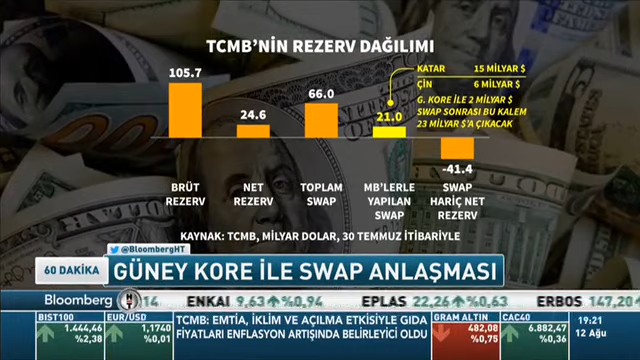 TCMB'NİN REZERV DAĞILIMI
105.7
24.6
66.0
21.0
-41.4
KATAR 15 MİLYAR $
ÇİN 6 MİLYAR $
G. KORE İLE 2 MİLYAR $
SWAP SONRASI BU KALEM
23 MİLYAR $'A ÇIKACAK
BRÜT
REZERV
NET
REZERV
TOPLAM
SWAP
MB'LERLE
YAPILAN
SWAP
SWAP
HARİÇ NET
REZERV
KAYNAK: TCMB, MİLYAR DOLAR, 30 TEMMUZ İTİBARİYLE
@BloombergHT
60 DAKİKA
GÜNEY KORE İLE SWAP ANLAŞMASI
Bloomberg HT 14 ENKAI 9,63 %0,94 EPLAS 22,26 %0,63 ERBOS 147,20
BIST100
1.444,46
%2,38
EUR/USD
1,1740
%0,01
TCMB: EMTİA, İKLİM VE AÇILMA ETKİSİYLE GIDA
FİYATLARI ENFLASYON ARTIŞINDA BELİRLEYİCİ OLDU
GRAM ALTIN
482,08
%0,75
CAC40
6.882,47
%0,36
19:21
12 Ağu